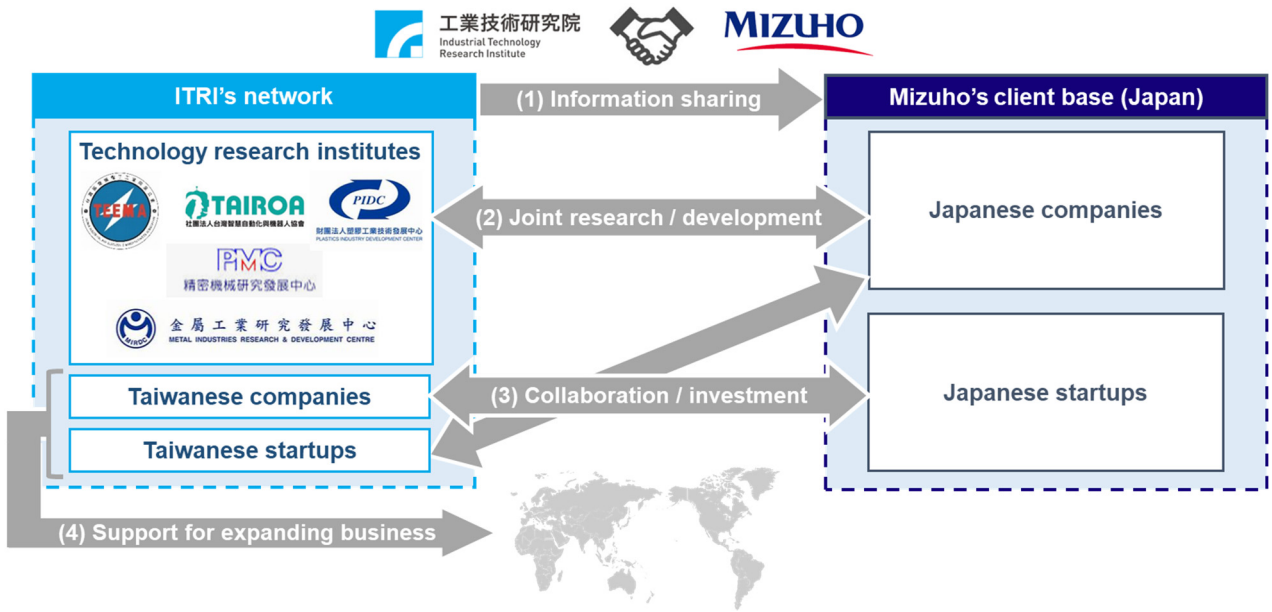 工業技術研究院
Industrial Technology
Research Institute
MIZUHO
ITRI's network
(1) Information sharing
Mizuho's client base (Japan)
Technology research institutes
TEEMA
TAIROA
社團法人台灣智慧自動化與機器人協會
PIDC
財團法人塑膠工業技術發展中心
PLASTICS INDUSTRY DEVELOPMENT CENTER
PMC
精密機械研究發展中心
MIRDC
金屬工業研究發展中心
METAL INDUSTRIES RESEARCH & DEVELOPMENT CENTRE
(2) Joint research / development
Japanese companies
Taiwanese companies
(3) Collaboration / investment
Japanese startups
Taiwanese startups
(4) Support for expanding business